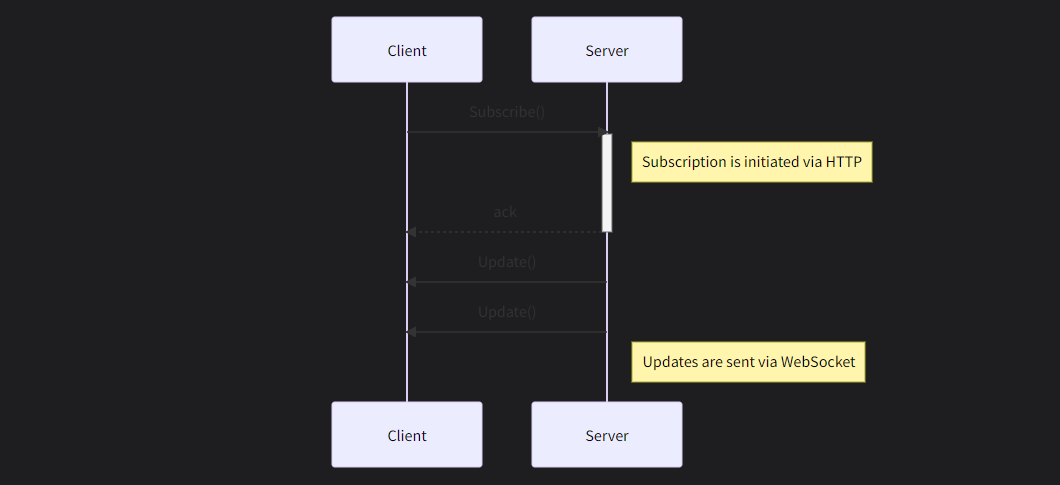 Client
Server
Subscribe()
Subscription is initiated via HTTP
ack
Update()
Update()
Updates are sent via WebSocket
Client
Server